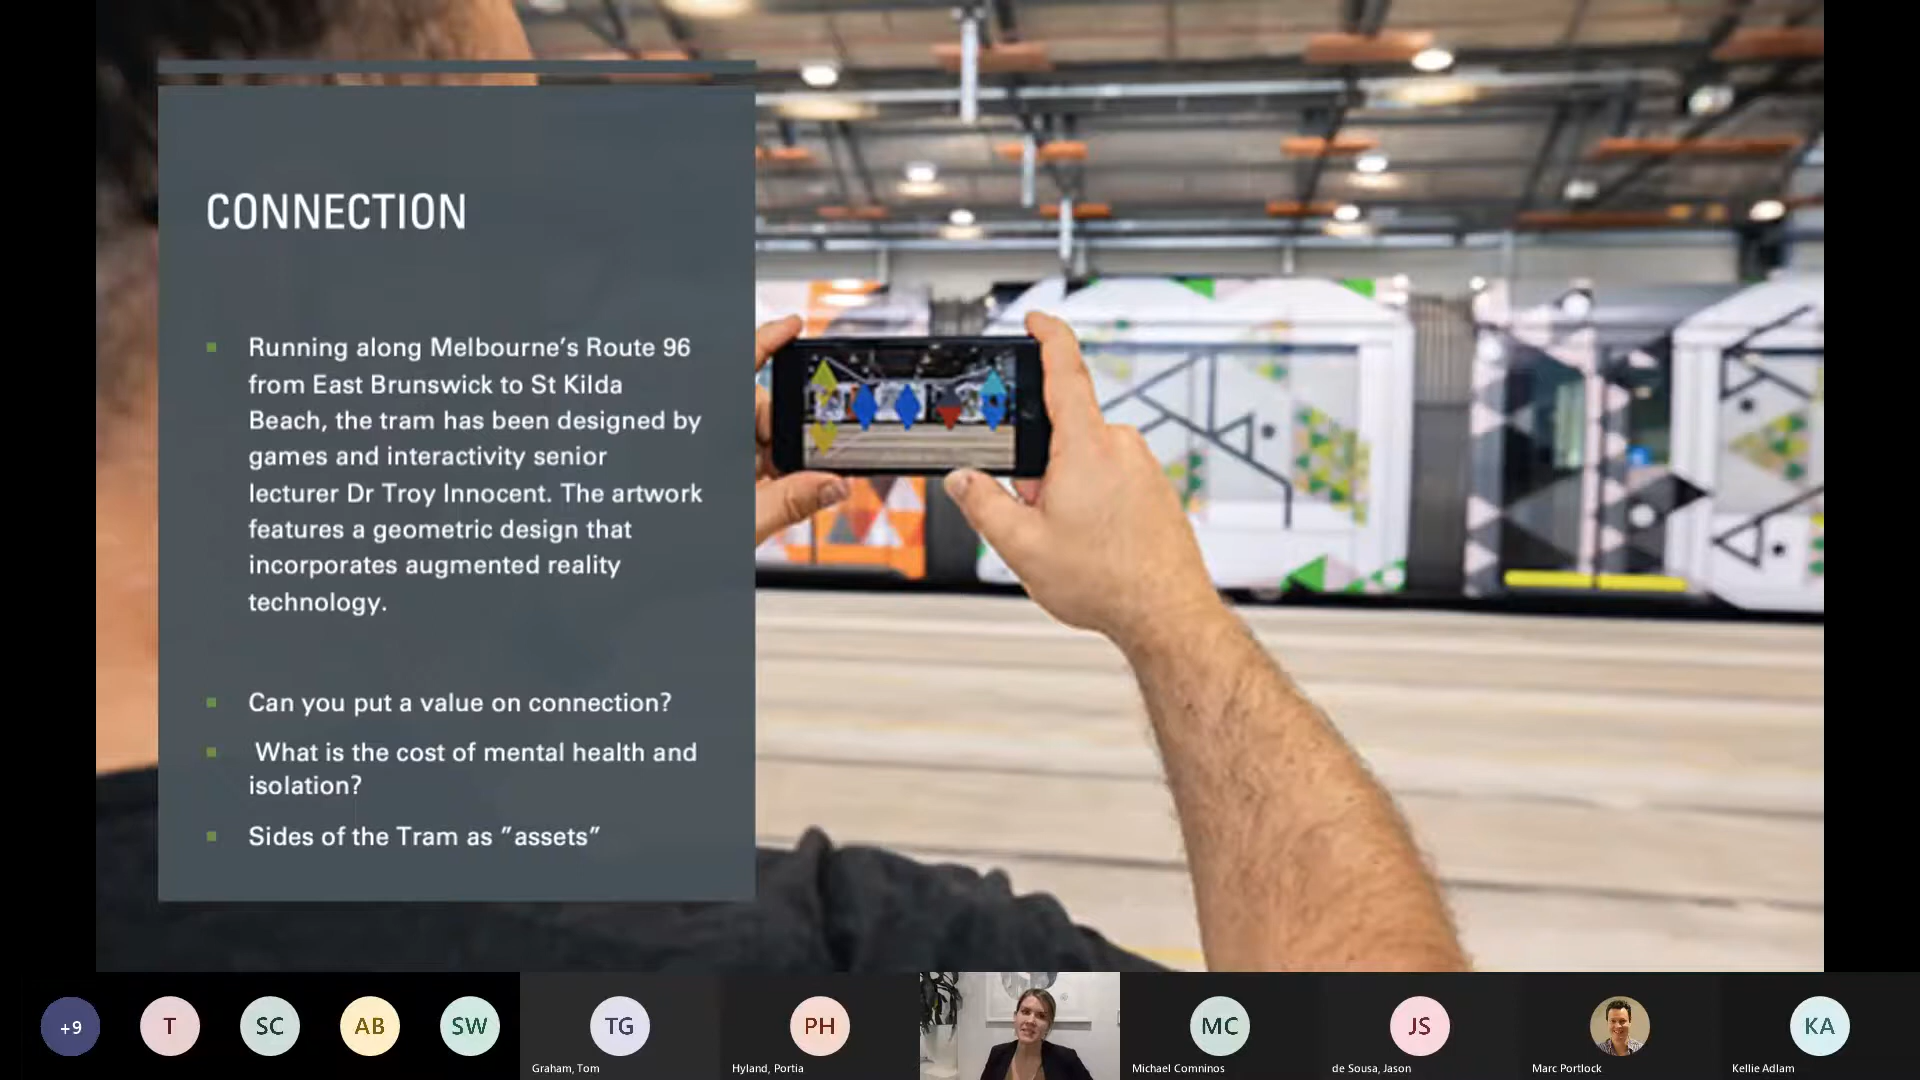 CONNECTION
Running along Melbourne’s Route 96
from East Brunswick to St Kilda
Beach, the tram has been designed by
games and interactivity senior
lecturer Dr Troy Innocent. The artwork
features a geometric design that
incorporates augmented reality
technology.
Can you put a value on connection?
What is the cost of mental health and
isolation?
Sides of the Tram as ”assets”
+9
T
SC
AB
SW
TG
PH
MC
JS
KA
Graham, Tom
Hyland, Portia
Michael Comninos
de Sousa, Jason
Marc Portlock
Kellie Adlam